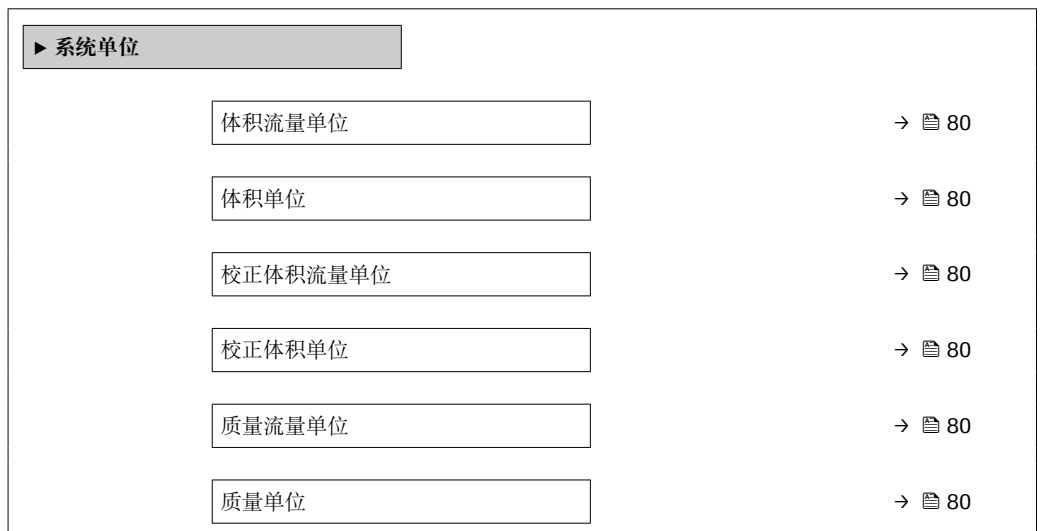 ▶ 系统单位
体积流量单位 → 80
体积单位 → 80
校正体积流量单位 → 80
校正体积单位 → 80
质量流量单位 → 80
质量单位 → 80